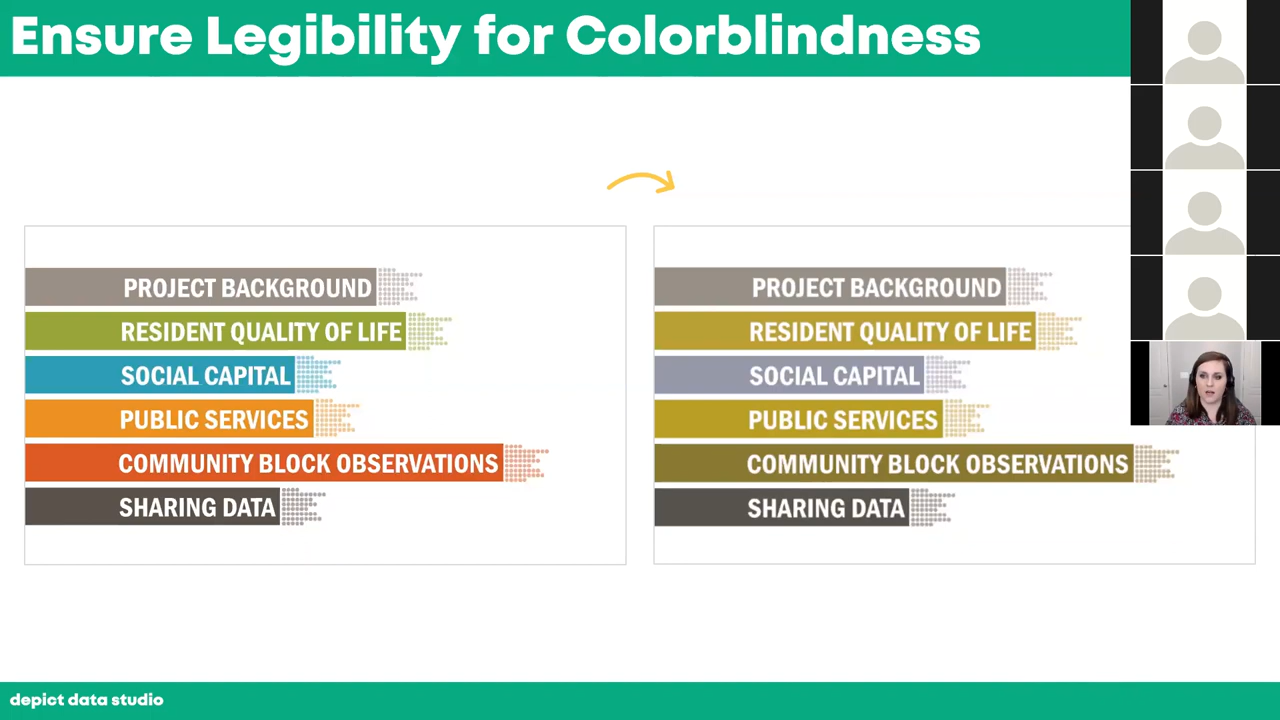 Ensure Legibility for Colorblindness
PROJECT BACKGROUND
RESIDENT QUALITY OF LIFE
SOCIAL CAPITAL
PUBLIC SERVICES
COMMUNITY BLOCK OBSERVATIONS
SHARING DATA
PROJECT BACKGROUND
RESIDENT QUALITY OF LIFE
SOCIAL CAPITAL
PUBLIC SERVICES
COMMUNITY BLOCK OBSERVATIONS
SHARING DATA
depict data studio